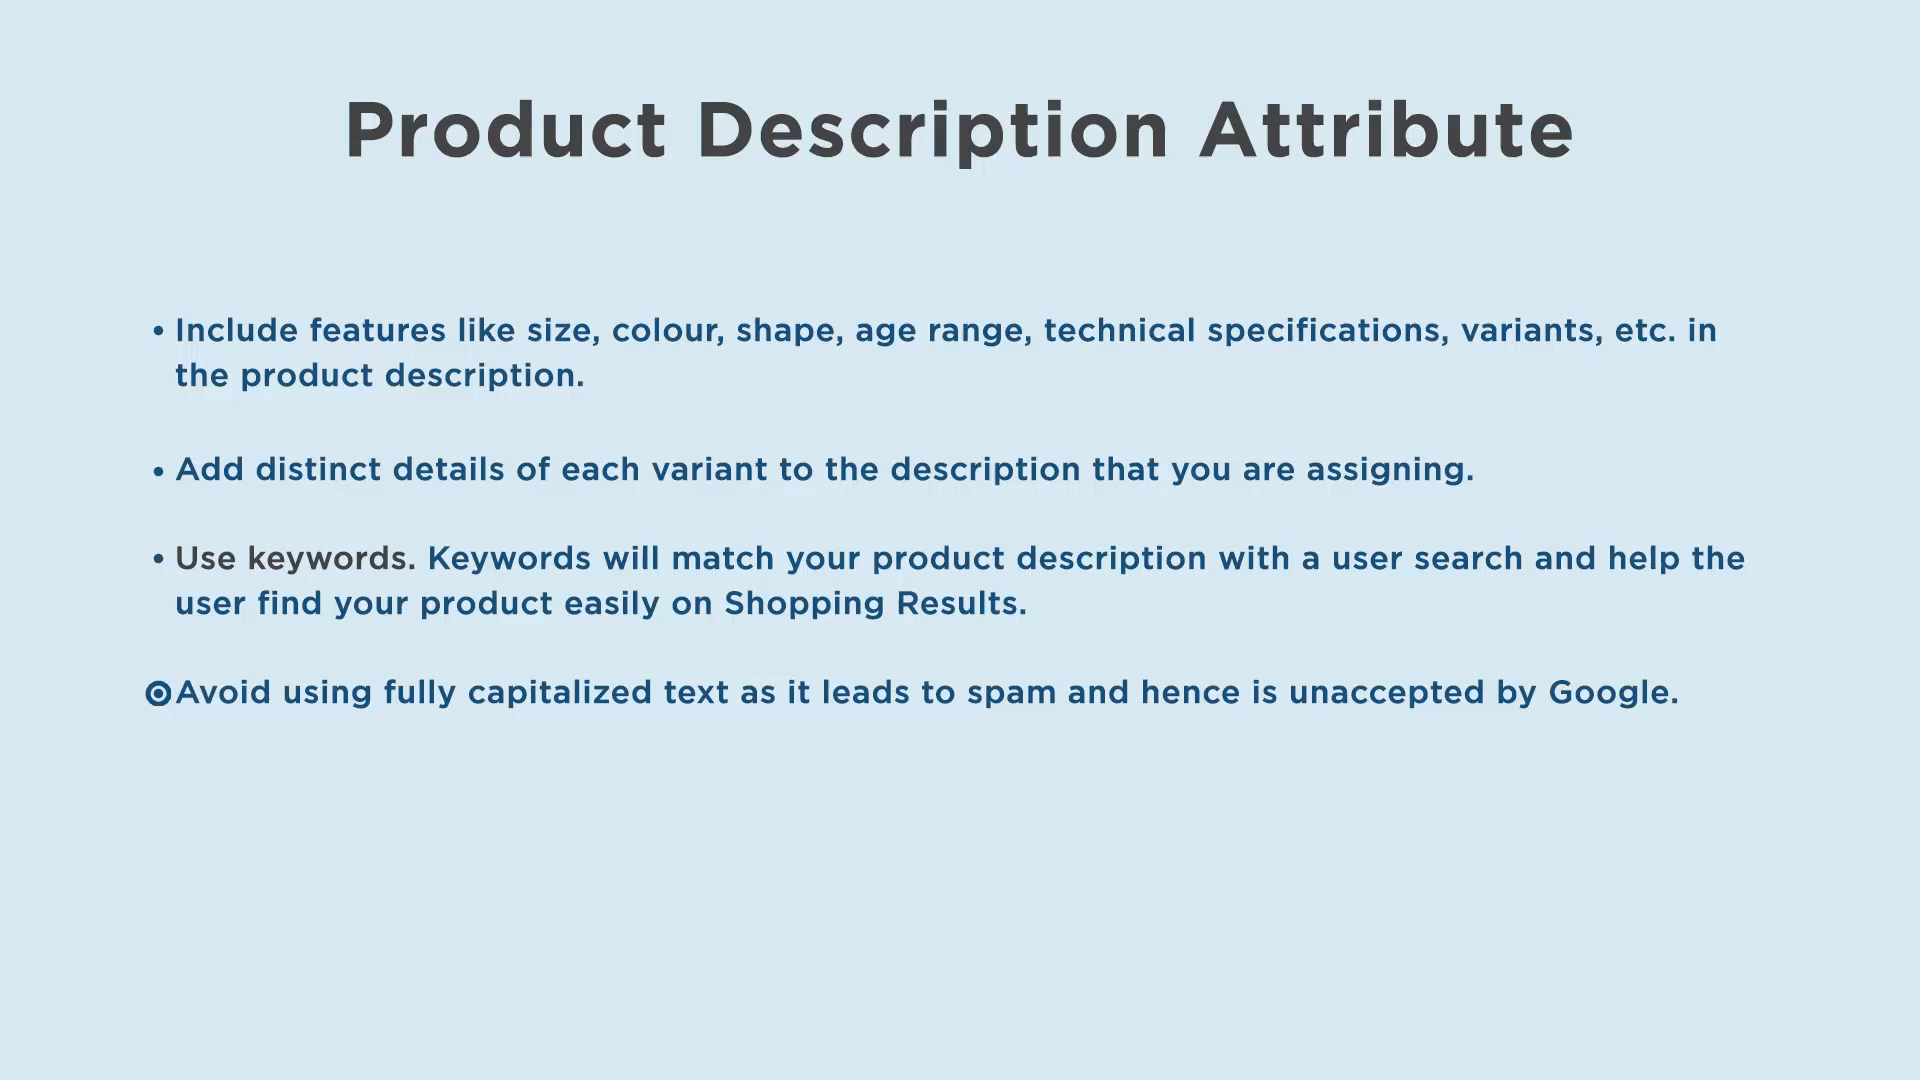 Product Description Attribute
• Include features like size, colour, shape, age range, technical specifications, variants, etc. in
the product description.
• Add distinct details of each variant to the description that you are assigning.
• Use keywords. Keywords will match your product description with a user search and help the
user find your product easily on Shopping Results.
• Avoid using fully capitalized text as it leads to spam and hence is unaccepted by Google.